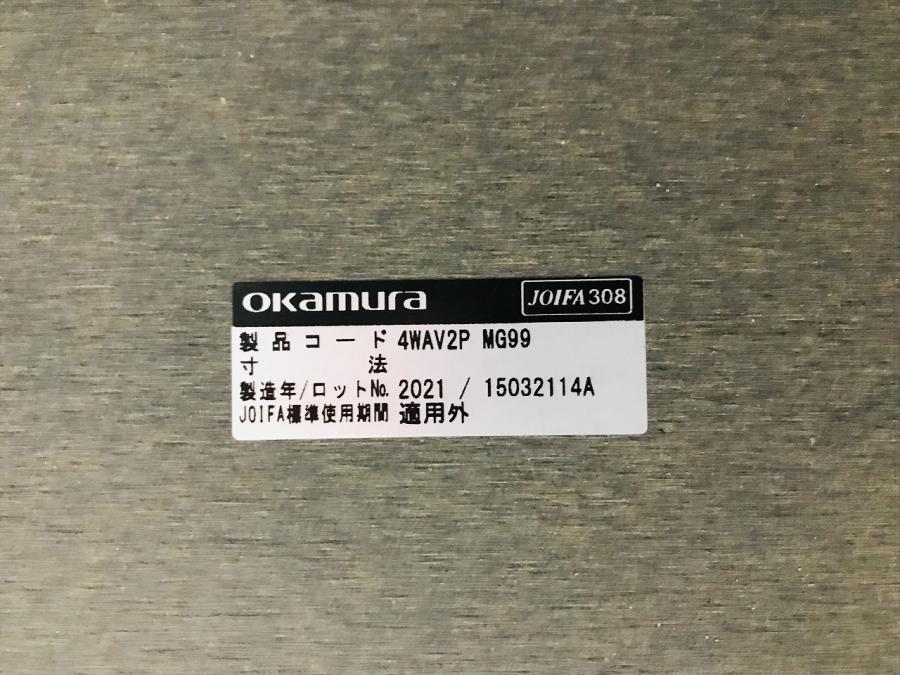 okamura JOIFA308
製品コード 4WAV2P MG99
寸法
製造年/ロットNo. 2021 / 15032114A
JOIFA標準使用期間 適用外